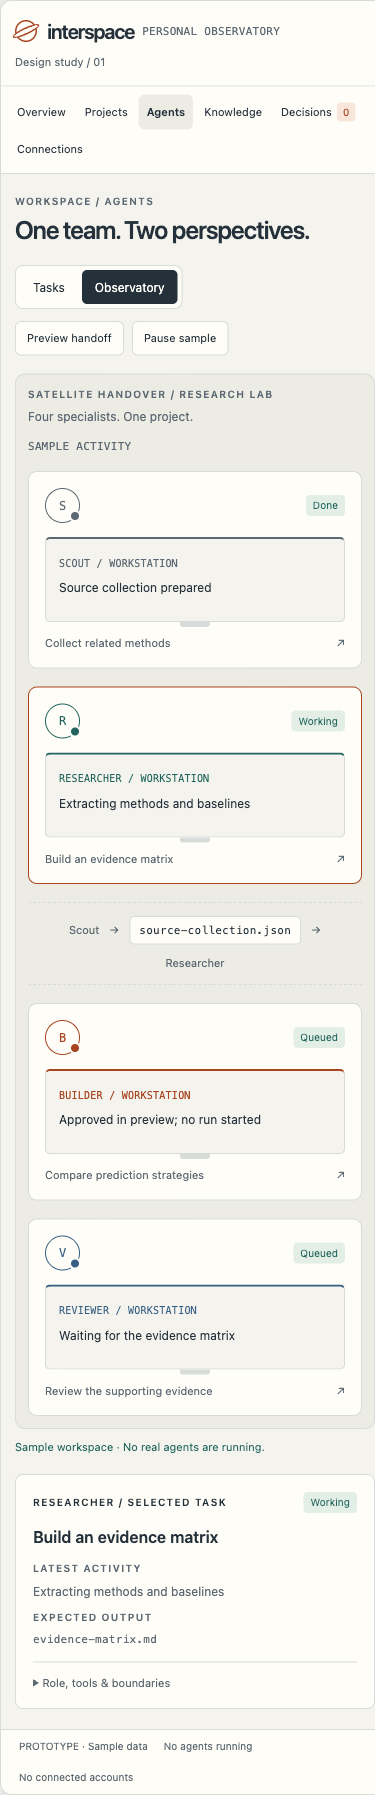 interspace PERSONAL OBSERVATORY
Design study / 01
Overview Projects Agents Knowledge Decisions 0
Connections
WORKSPACE / AGENTS
One team. Two perspectives.
Tasks Observatory
Preview handoff Pause sample
SATELLITE HANDOVER / RESEARCH LAB
Four specialists. One project.
SAMPLE ACTIVITY
S Done
SCOUT / WORKSTATION
Source collection prepared
Collect related methods ↗
R Working
RESEARCHER / WORKSTATION
Extracting methods and baselines
Build an evidence matrix ↗
Scout → source-collection.json →
Researcher
B Queued
BUILDER / WORKSTATION
Approved in preview; no run started
Compare prediction strategies ↗
V Queued
REVIEWER / WORKSTATION
Waiting for the evidence matrix
Review the supporting evidence ↗
Sample workspace · No real agents are running.
RESEARCHER / SELECTED TASK Working
Build an evidence matrix
LATEST ACTIVITY
Extracting methods and baselines
EXPECTED OUTPUT
evidence-matrix.md
▶ Role, tools & boundaries
PROTOTYPE · Sample data No agents running
No connected accounts